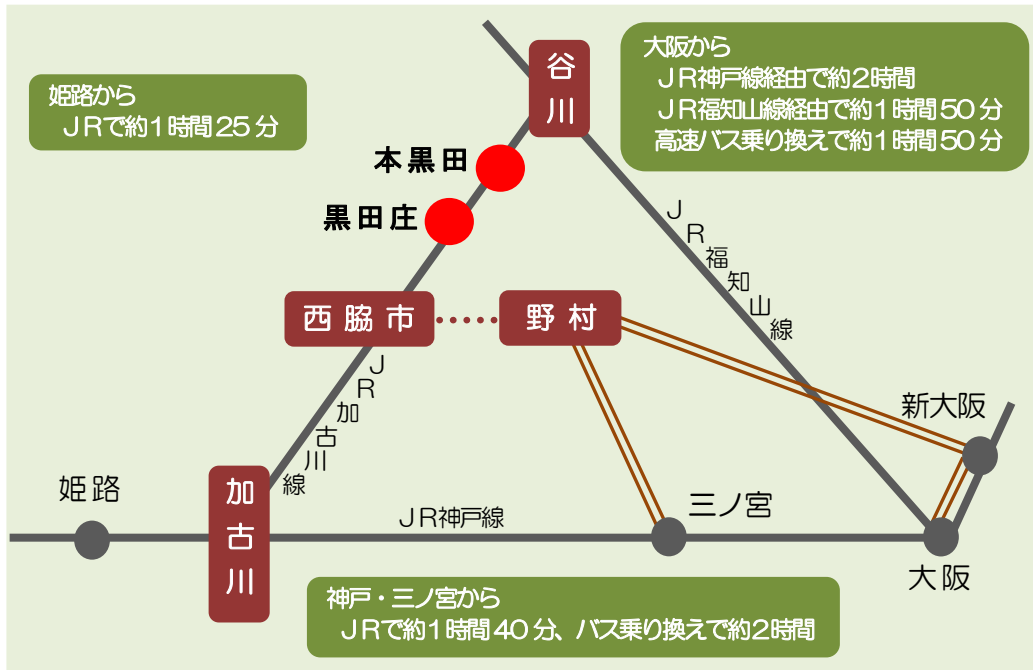 姫路から
JRで約1時間25分
大阪から
JR神戸線経由で約2時間
JR福知山線経由で約1時間50分
高速バス乗り換えで約1時間50分
谷川
本黒田
黒田庄
西脇市
野村
JR福知山線
JR加古川線
新大阪
姫路
加古川
JR神戸線
三ノ宮
大阪
神戸・三ノ宮から
JRで約1時間40分、バス乗り換えで約2時間